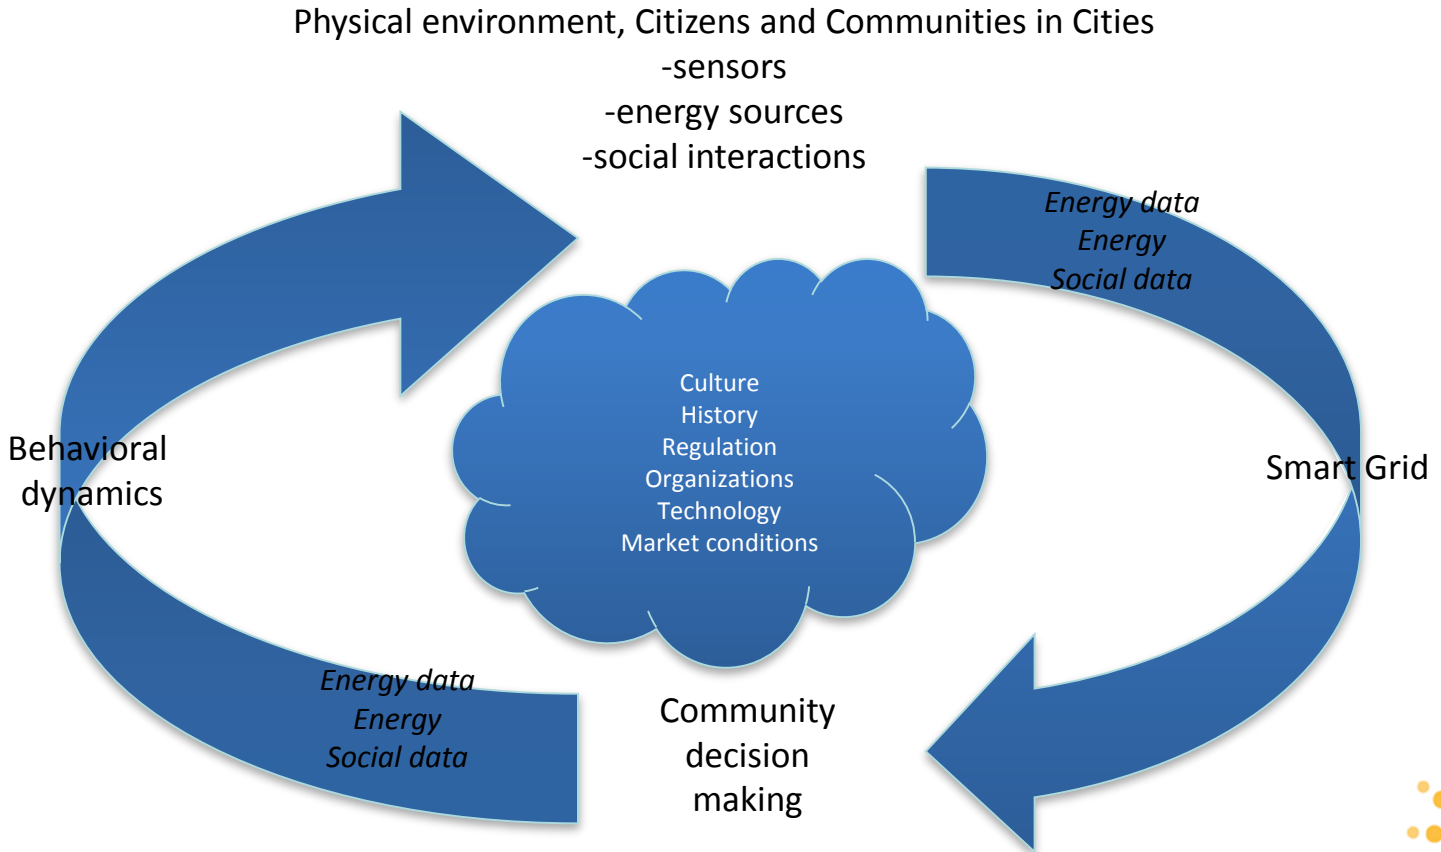 Physical environment, Citizens and Communities in Cities
-sensors
-energy sources
-social interactions
Energy data
Energy
Social data
Culture
History
Regulation
Organizations
Technology
Market conditions
Behavioral
dynamics
Smart Grid
Energy data
Energy
Social data
Community
decision
making